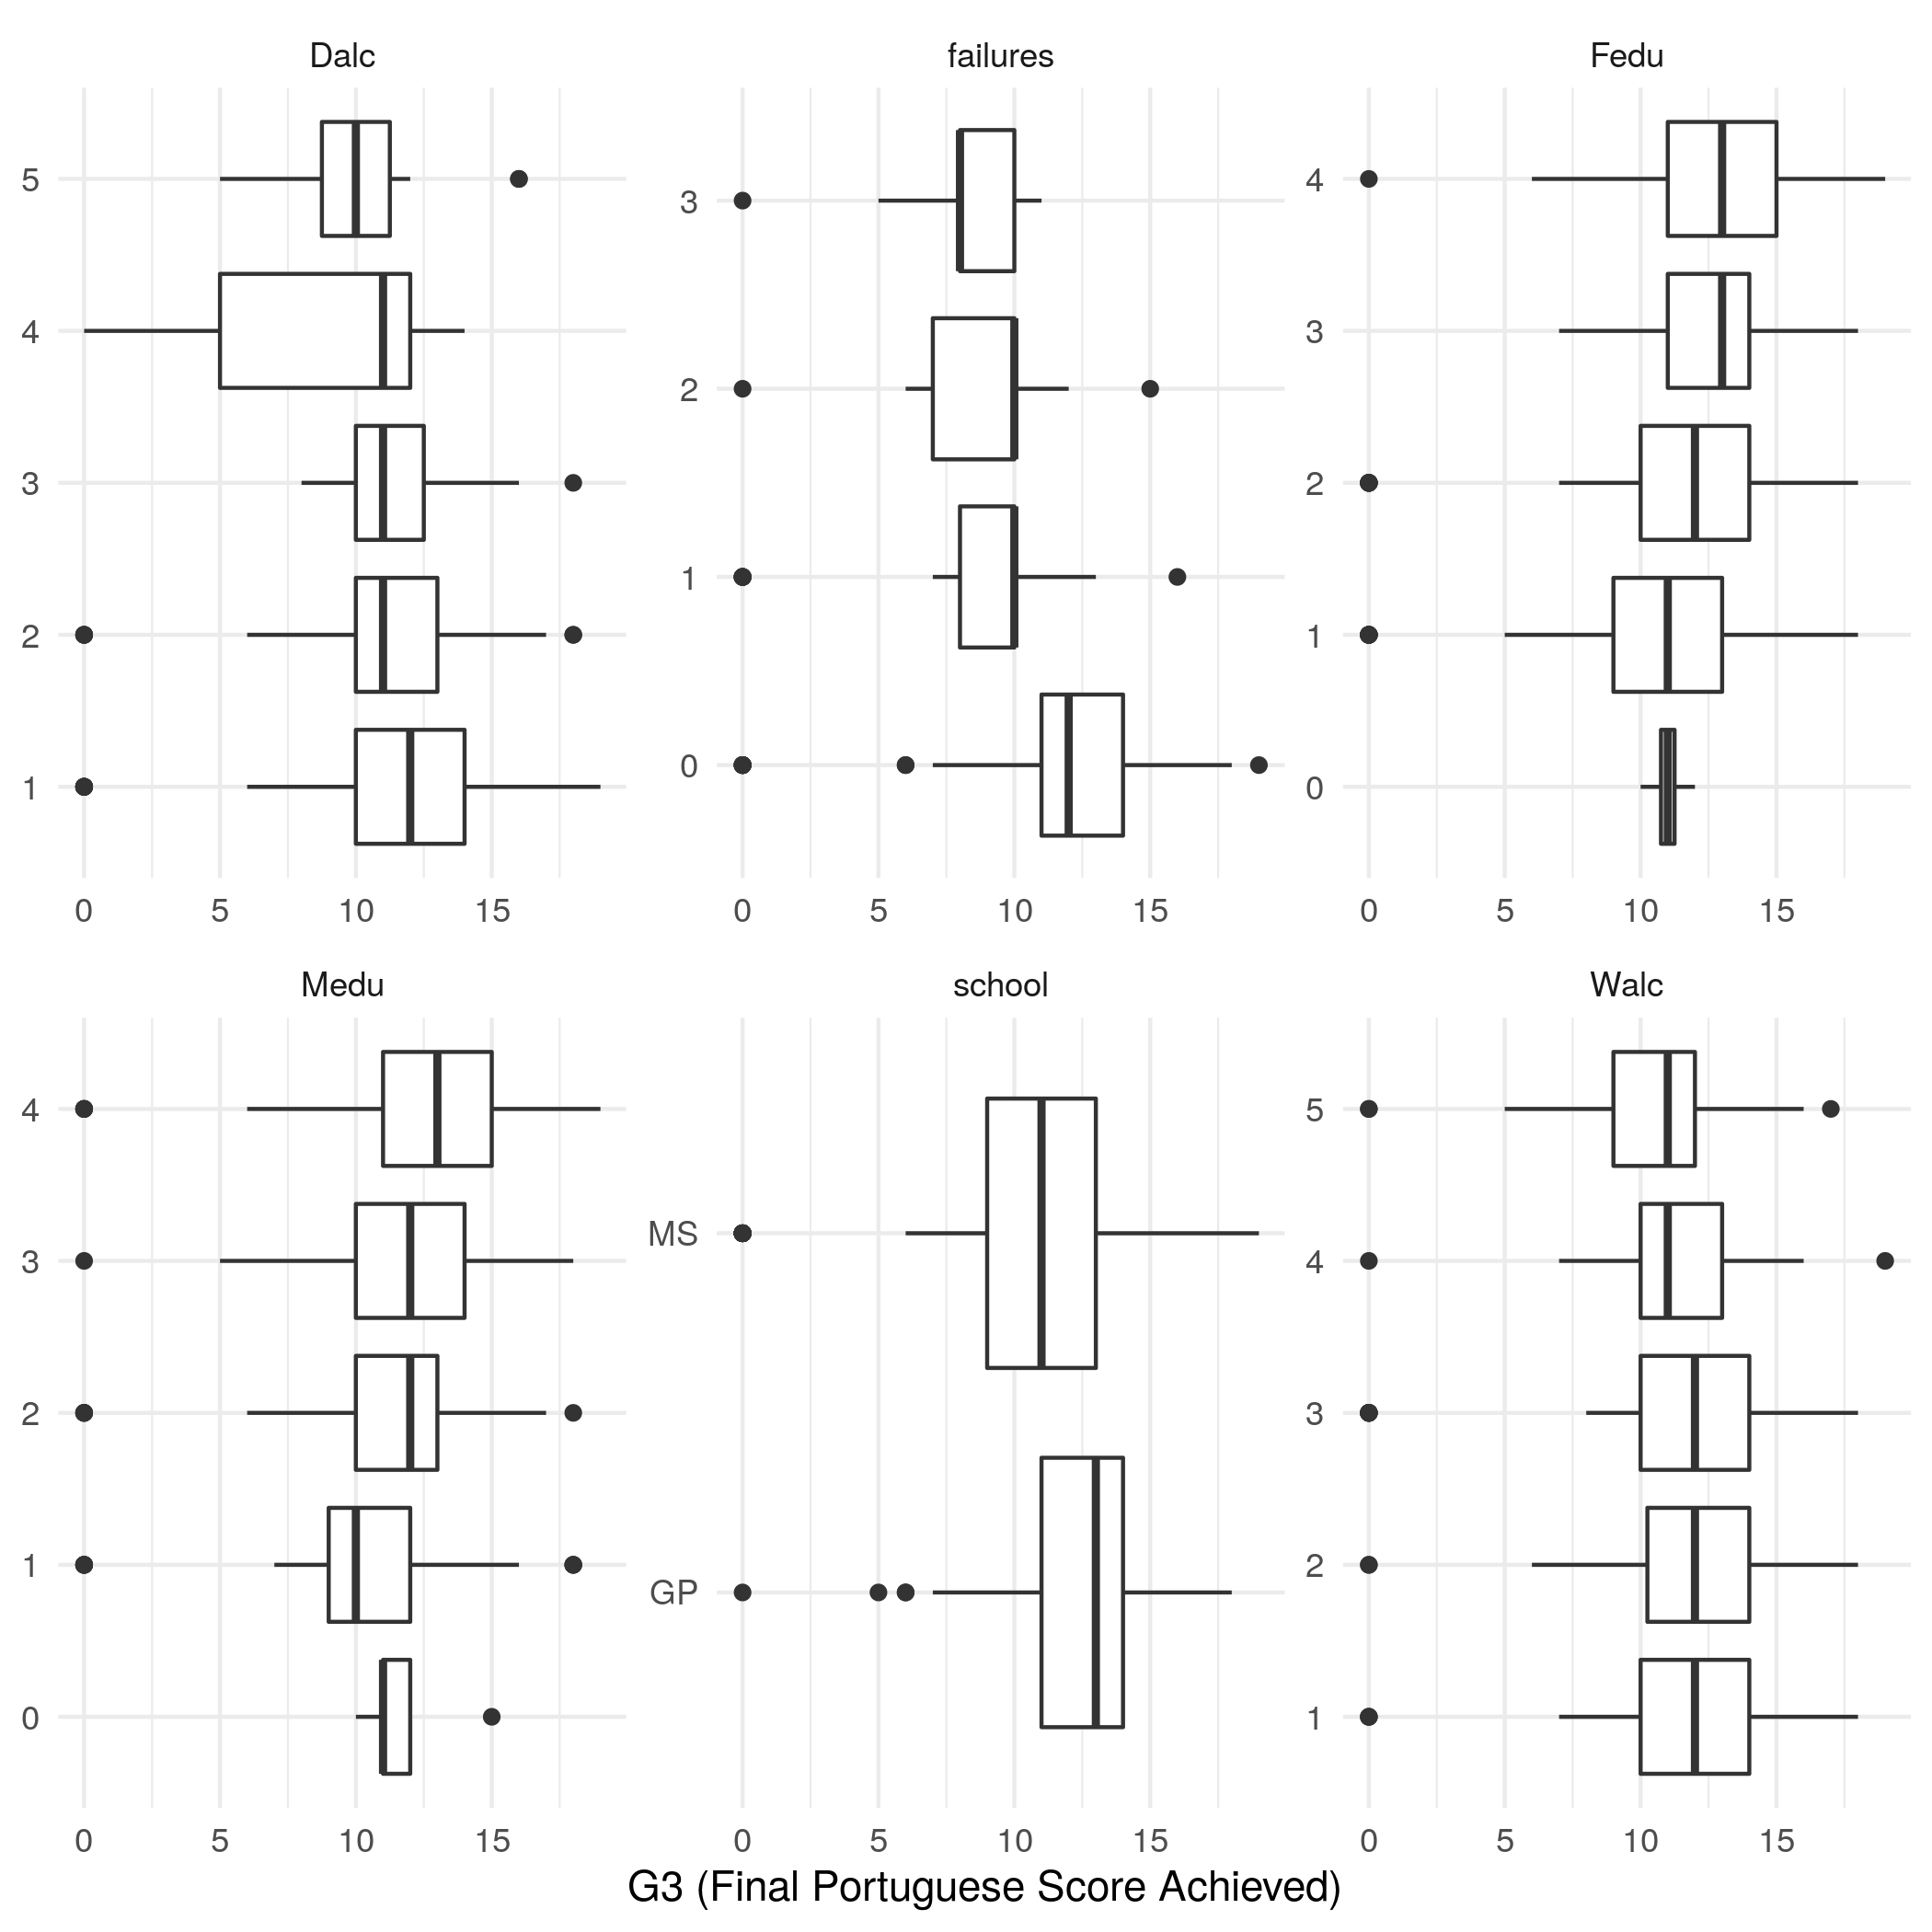 Dalc failures Fedu
5 3 4
4 2 3
3 1 2
2 0 1
1 0
0 5 10 15 0 5 10 15 0 5 10 15
Medu school Walc
4 MS 5
3 GP 4
2 3
1 2
0 1
0 5 10 15 0 5 10 15 0 5 10 15
G3 (Final Portuguese Score Achieved)